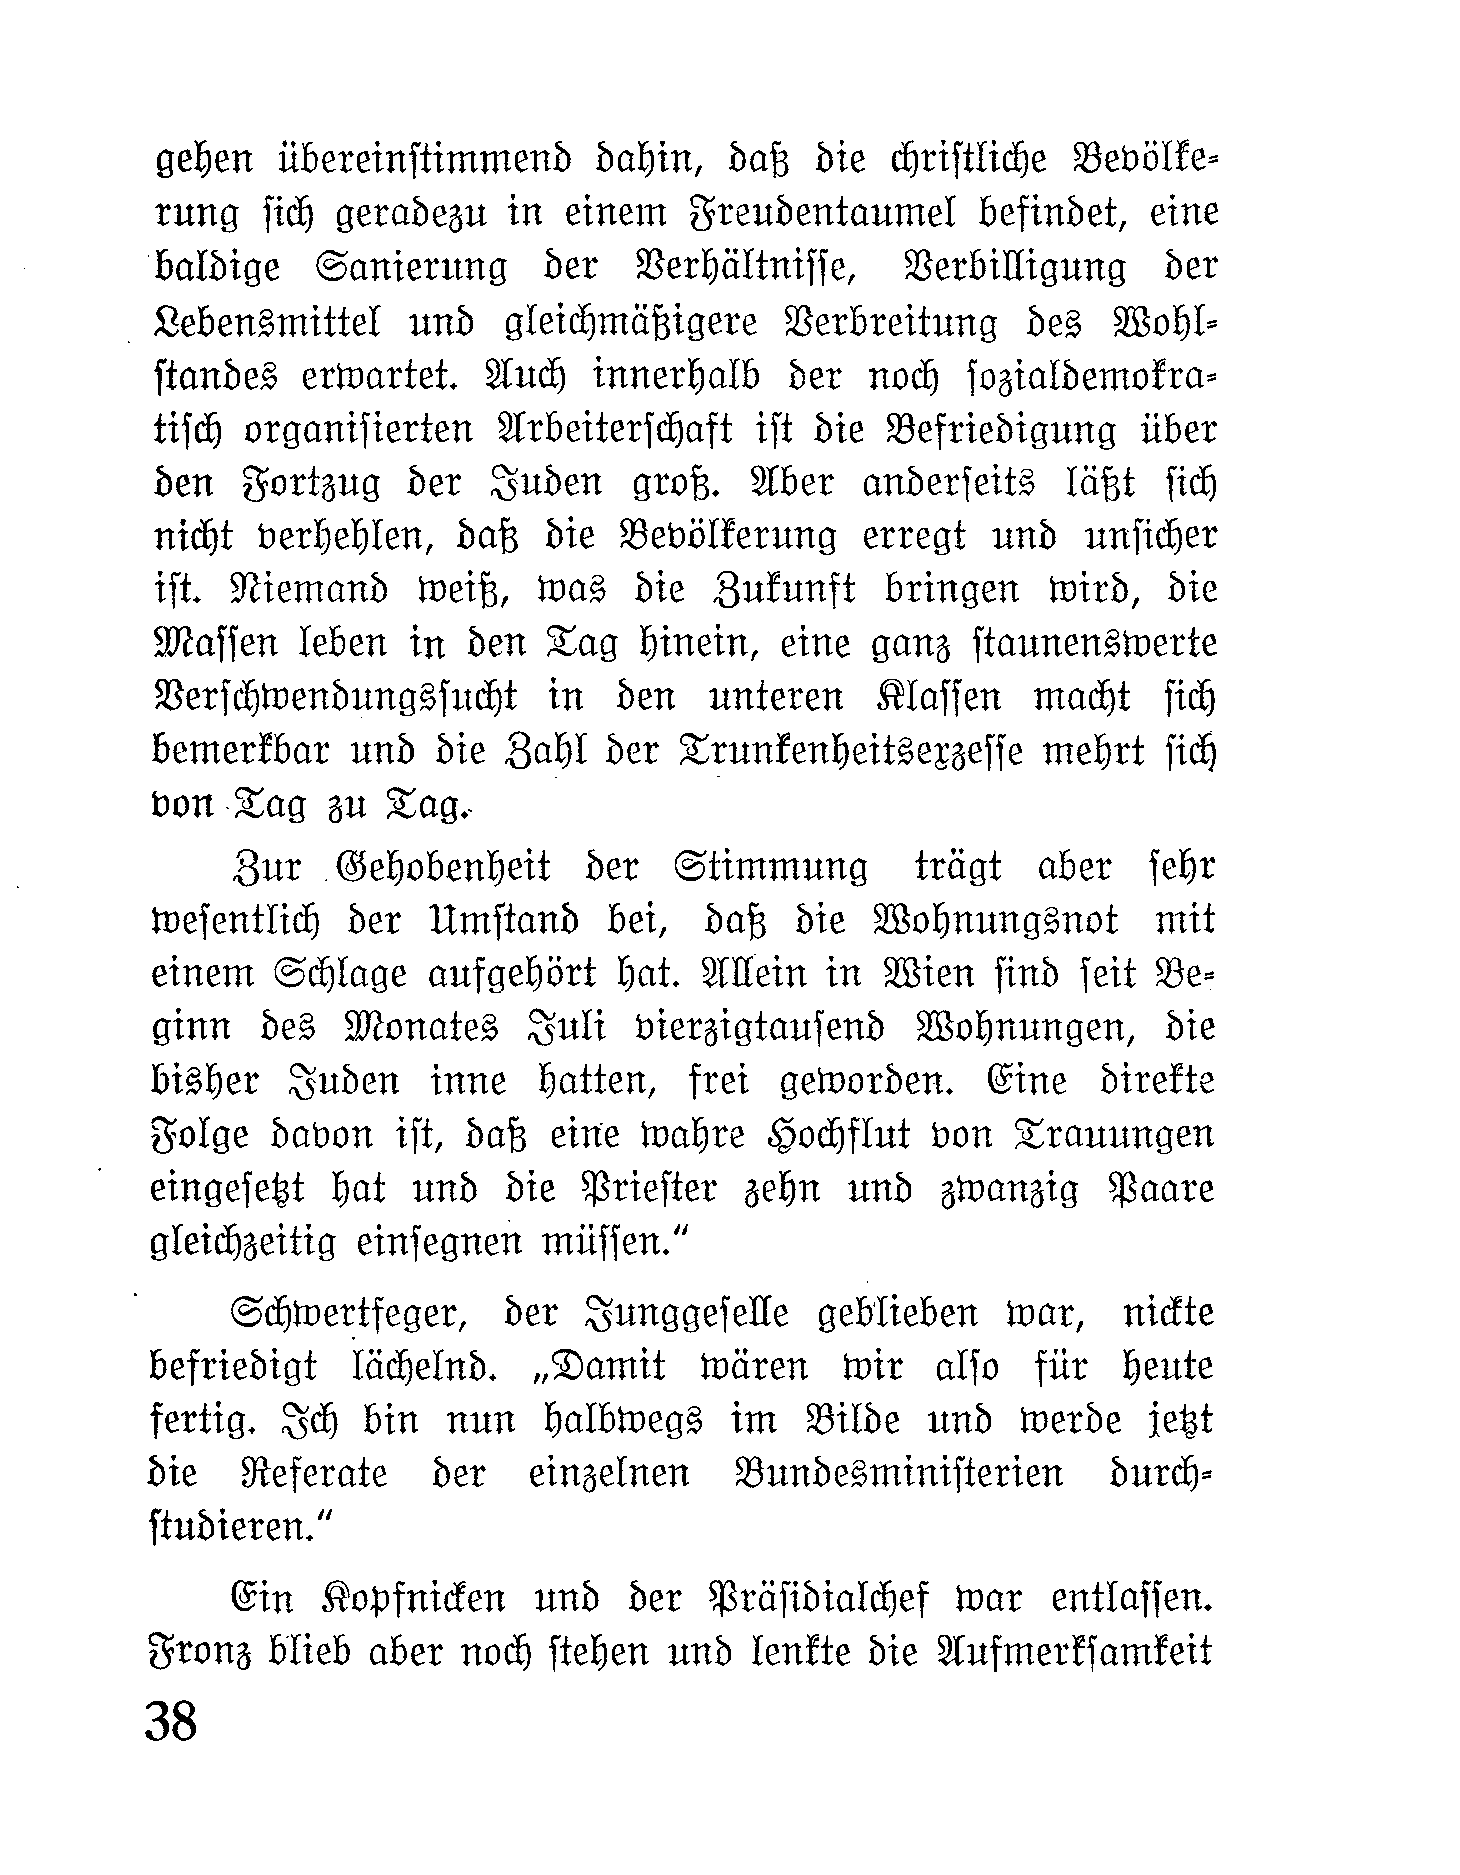 gehen übereinſtimmend dahin, daß die chriſtliche Bevölke⸗
rung ſich geradezu in einem Freudentaumel befindet, eine
baldige Sanierung der Verhältniſſe, Verbilligung der
Lebensmittel und gleichmäßigere Verbreitung des Wohl⸗
ſtandes erwartet. Auch innerhalb der noch ſozialdemokra⸗
tiſch organiſierten Arbeiterſchaft iſt die Befriedigung über
den Fortzug der Juden groß. Aber anderſeits läßt ſich
nicht verhehlen, daß die Bevölkerung erregt und unſicher
iſt. Niemand weiß, was die Zukunft bringen wird, die
Maſſen leben in den Tag hinein, eine ganz ſtaunenswerte
Verſchwendungsſucht in den unteren Klaſſen macht ſich
bemerkbar und die Zahl der Trunkenheitsexzeſſe mehrt ſich
von Tag zu Tag.
Zur Gehobenheit der Stimmung trägt aber ſehr
weſentlich der Umſtand bei, daß die Wohnungsnot mit
einem Schlage aufgehört hat. Allein in Wien ſind ſeit Be⸗
ginn des Monates Juli vierzigtauſend Wohnungen, die
bisher Juden inne hatten, frei geworden. Eine direkte
Folge davon iſt, daß eine wahre Hochflut von Trauungen
eingeſetzt hat und die Prieſter zehn und zwanzig Paare
gleichzeitig einſegnen müſſen.“
Schwertfeger, der Junggeſelle geblieben war, nickte
befriedigt lächelnd. „Damit wären wir alſo für heute
fertig. Ich bin nun halbwegs im Bilde und werde jetzt
die Referate der einzelnen Bundesminiſterien durch⸗
ſtudieren.“
Ein Kopfnicken und der Präſidialchef war entlaſſen.
Fronz blieb aber noch ſtehen und lenkte die Aufmerkſamkeit
38